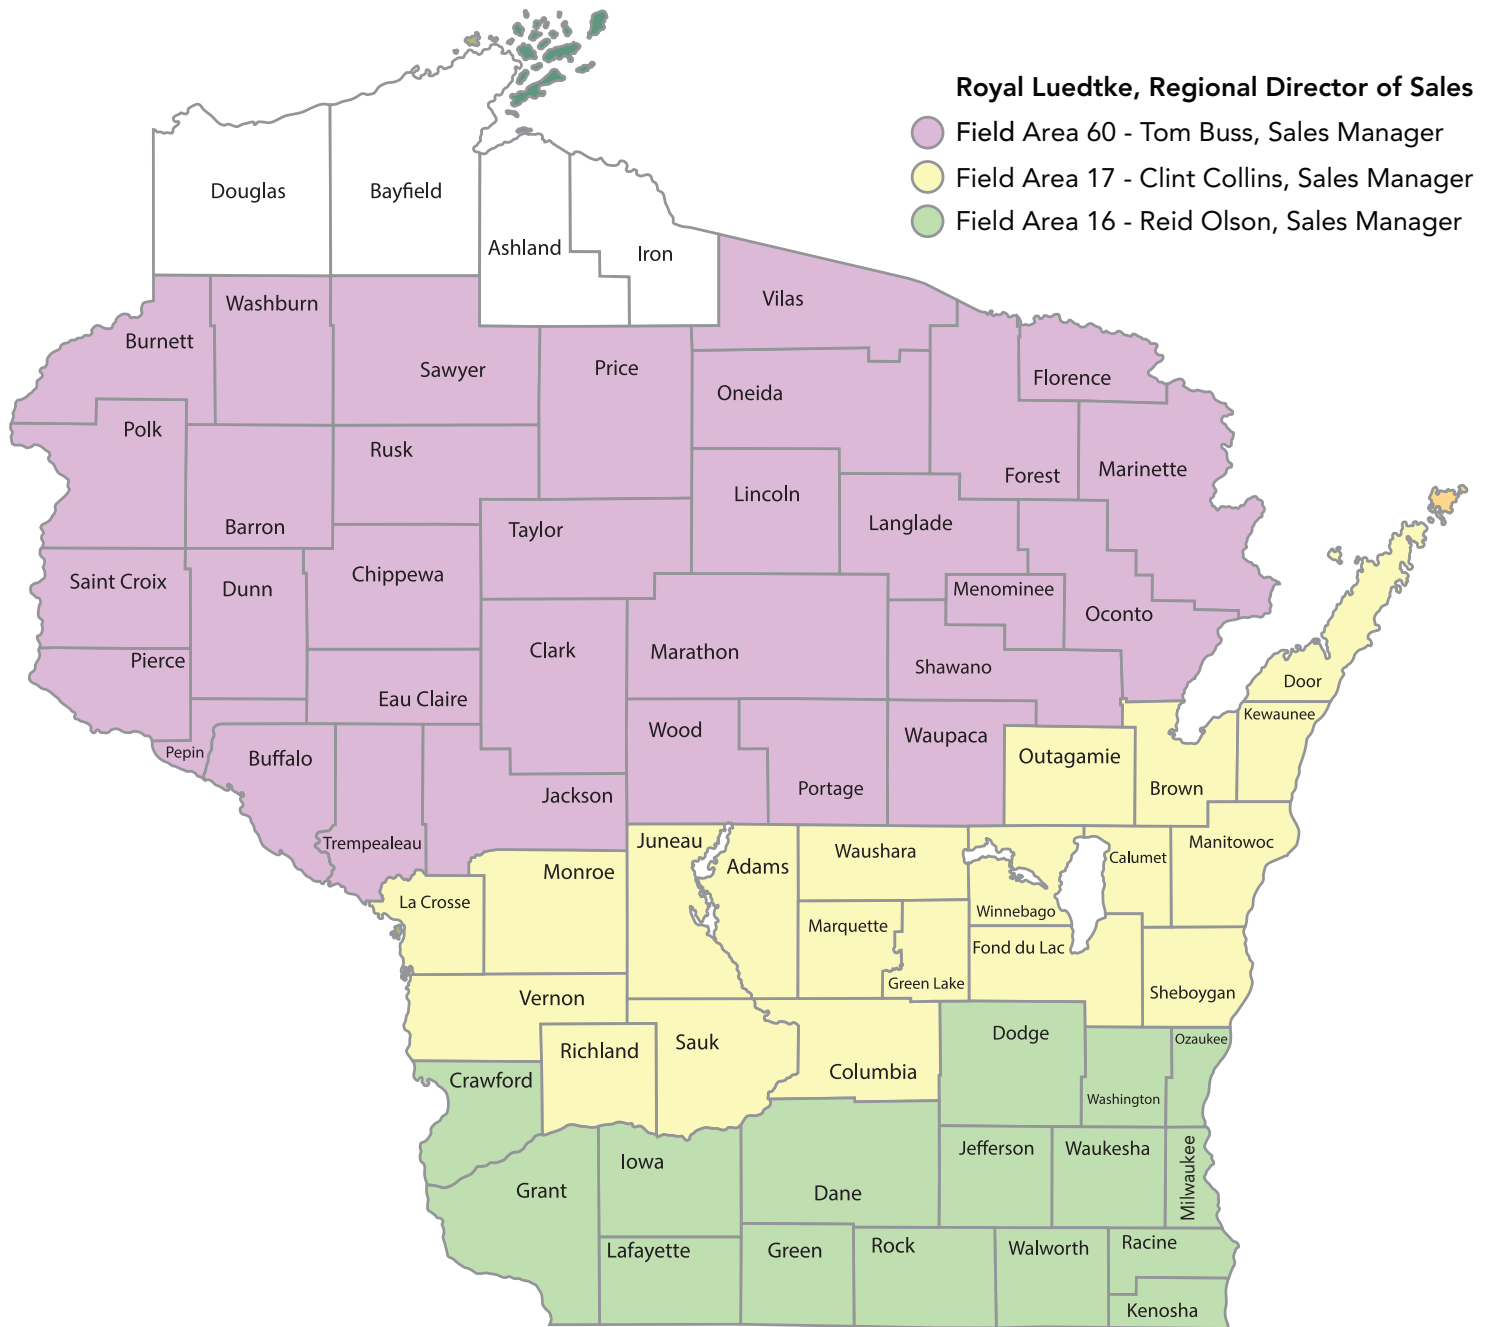 Royal Luedtke, Regional Director of Sales
Field Area 60 - Tom Buss, Sales Manager
Field Area 17 - Clint Collins, Sales Manager
Field Area 16 - Reid Olson, Sales Manager
Douglas
Bayfield
Ashland
Iron
Vilas
Washburn
Burnett
Sawyer
Price
Florence
Oneida
Polk
Rusk
Forest
Marinette
Lincoln
Barron
Taylor
Langlade
Saint Croix
Dunn
Chippewa
Menominee
Oconto
Pierce
Clark
Marathon
Shawano
Door
Eau Claire
Kewaunee
Pepin
Buffalo
Wood
Waupaca
Outagamie
Jackson
Portage
Brown
Trempealeau
Juneau
Adams
Waushara
Calumet
Manitowoc
Monroe
La Crosse
Marquette
Winnebago
Fond du Lac
Green Lake
Sheboygan
Vernon
Richland
Sauk
Columbia
Dodge
Ozaukee
Crawford
Washington
Iowa
Jefferson
Waukesha
Milwaukee
Grant
Dane
Lafayette
Green
Rock
Walworth
Racine
Kenosha